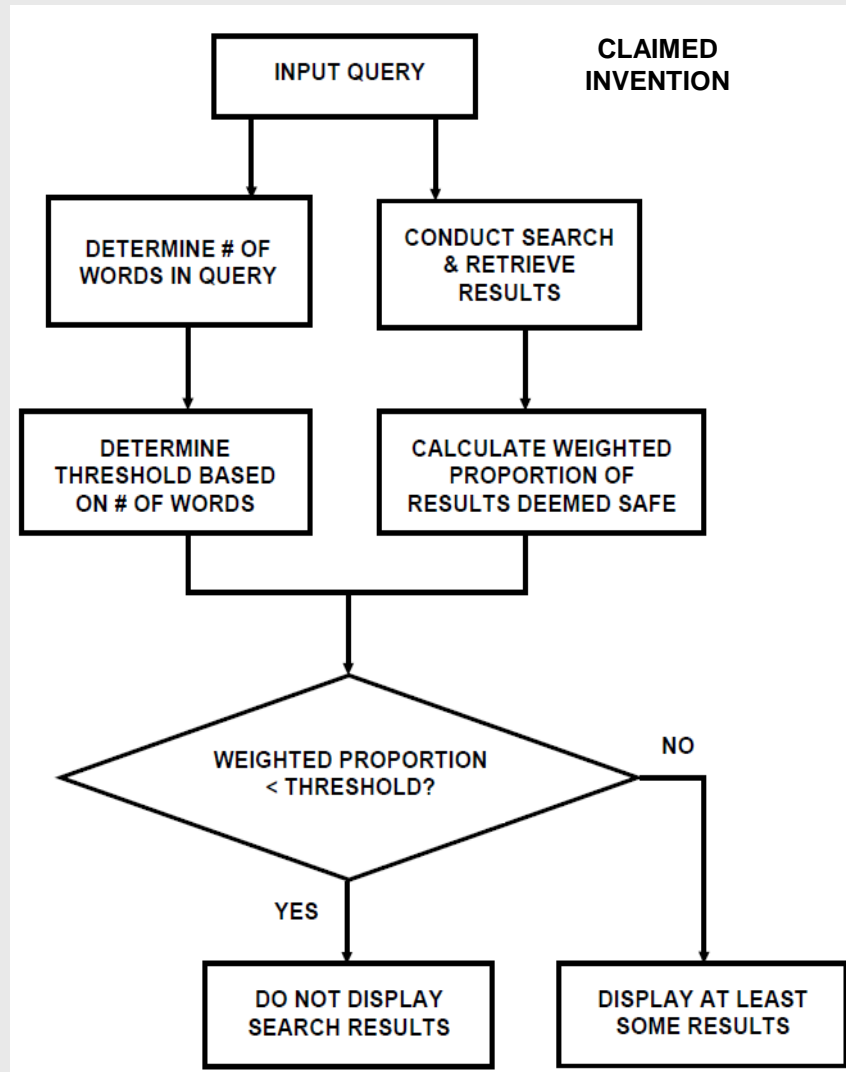 INPUT QUERY
CLAIMED
INVENTION
DETERMINE # OF
WORDS IN QUERY
CONDUCT SEARCH
& RETRIEVE
RESULTS
DETERMINE
THRESHOLD BASED
ON # OF WORDS
CALCULATE WEIGHTED
PROPORTION OF
RESULTS DEEMED SAFE
WEIGHTED PROPORTION
< THRESHOLD?
NO
YES
DO NOT DISPLAY
SEARCH RESULTS
DISPLAY AT LEAST
SOME RESULTS